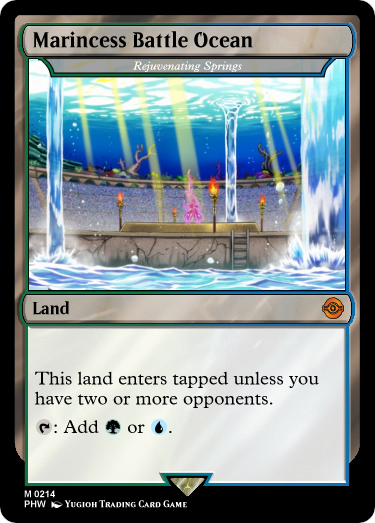 Marincess Battle Ocean
Rejuvenating Springs
Land
This land enters tapped unless you
have two or more opponents.
: Add or .
M 0214
PHW Yugioh Trading Card Game